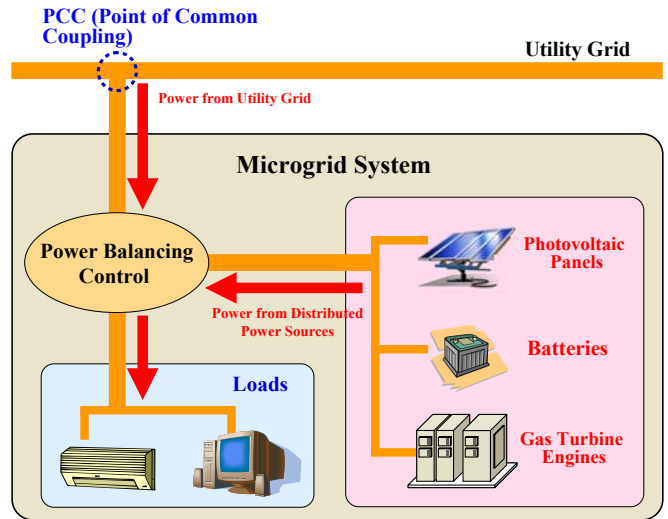 PCC (Point of Common
Coupling)
Utility Grid
Power from Utility Grid
Microgrid System
Power Balancing
Control
Photovoltaic
Panels
Power from Distributed
Power Sources
Batteries
Loads
Gas Turbine
Engines